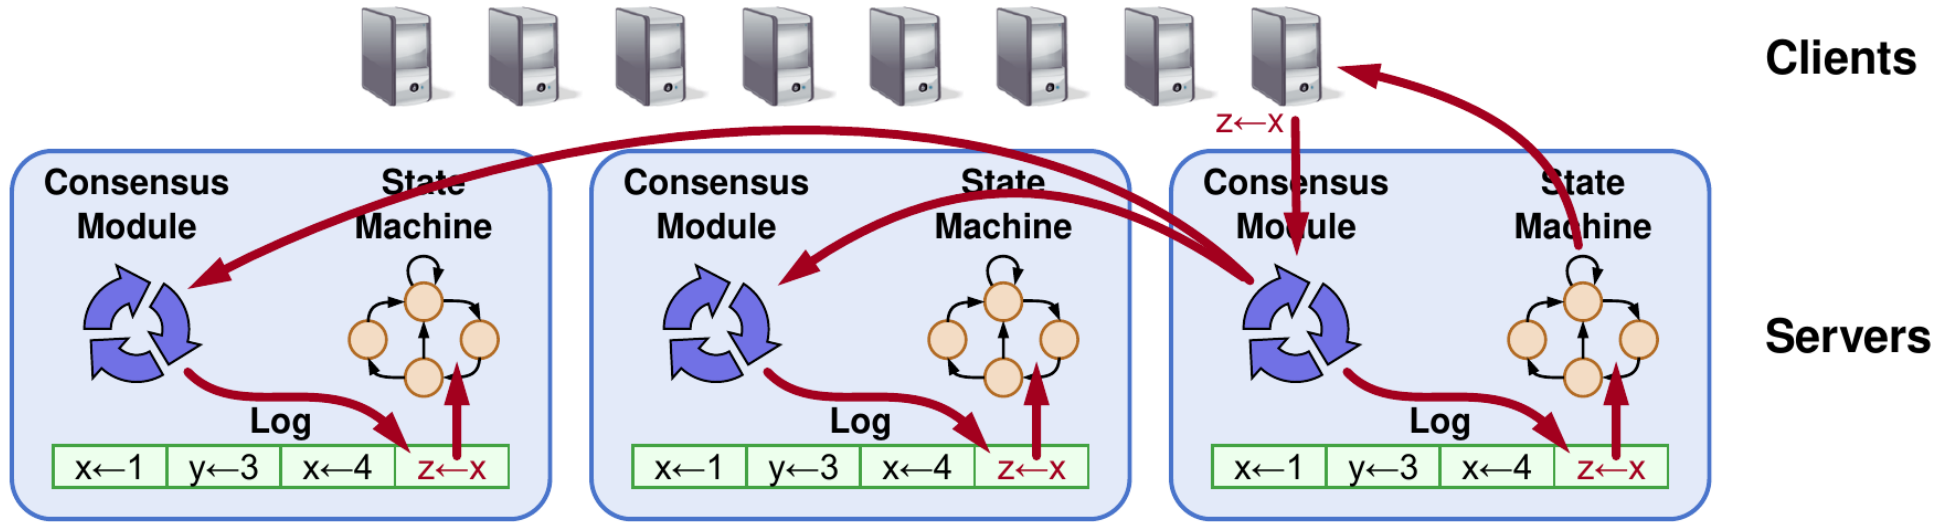 Clients
z←x
Consensus
Module
State
Machine
Consensus
Module
State
Machine
Consensus
Module
State
Machine
Servers
Log
Log
Log
x←1 y←3 x←4 z←x
x←1 y←3 x←4 z←x
x←1 y←3 x←4 z←x